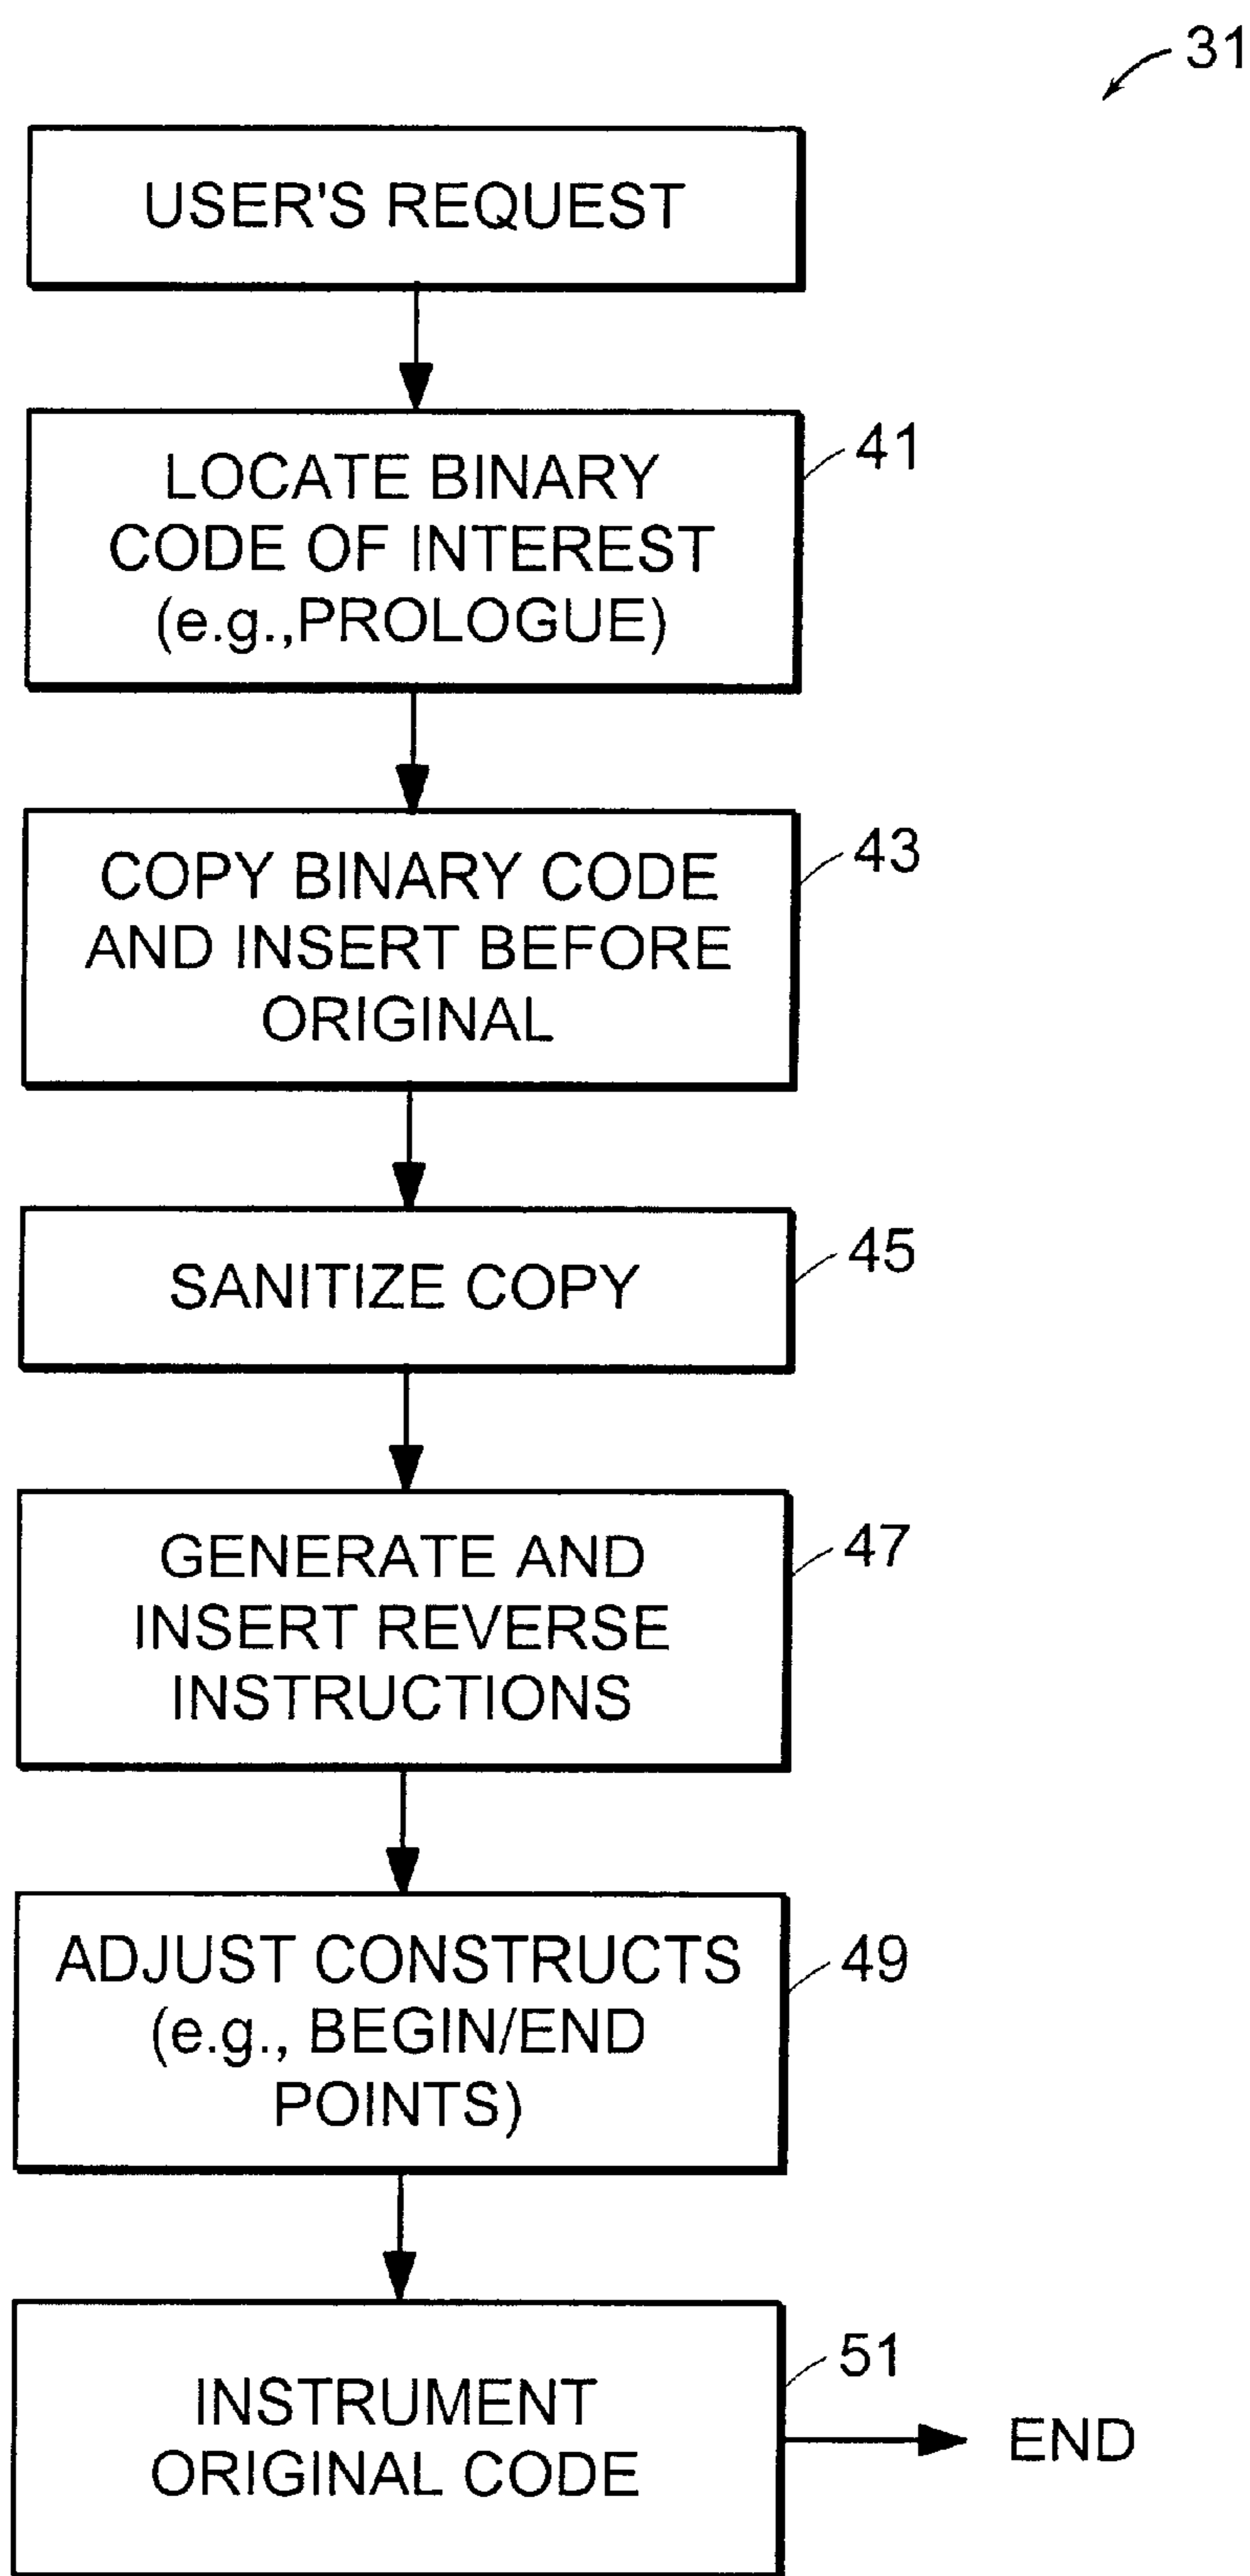 31
USER'S REQUEST
LOCATE BINARY
CODE OF INTEREST
(e.g.,PROLOGUE)
41
COPY BINARY CODE
AND INSERT BEFORE
ORIGINAL
43
SANITIZE COPY
45
GENERATE AND
INSERT REVERSE
INSTRUCTIONS
47
ADJUST CONSTRUCTS
(e.g., BEGIN/END
POINTS)
49
INSTRUMENT
ORIGINAL CODE
51
END